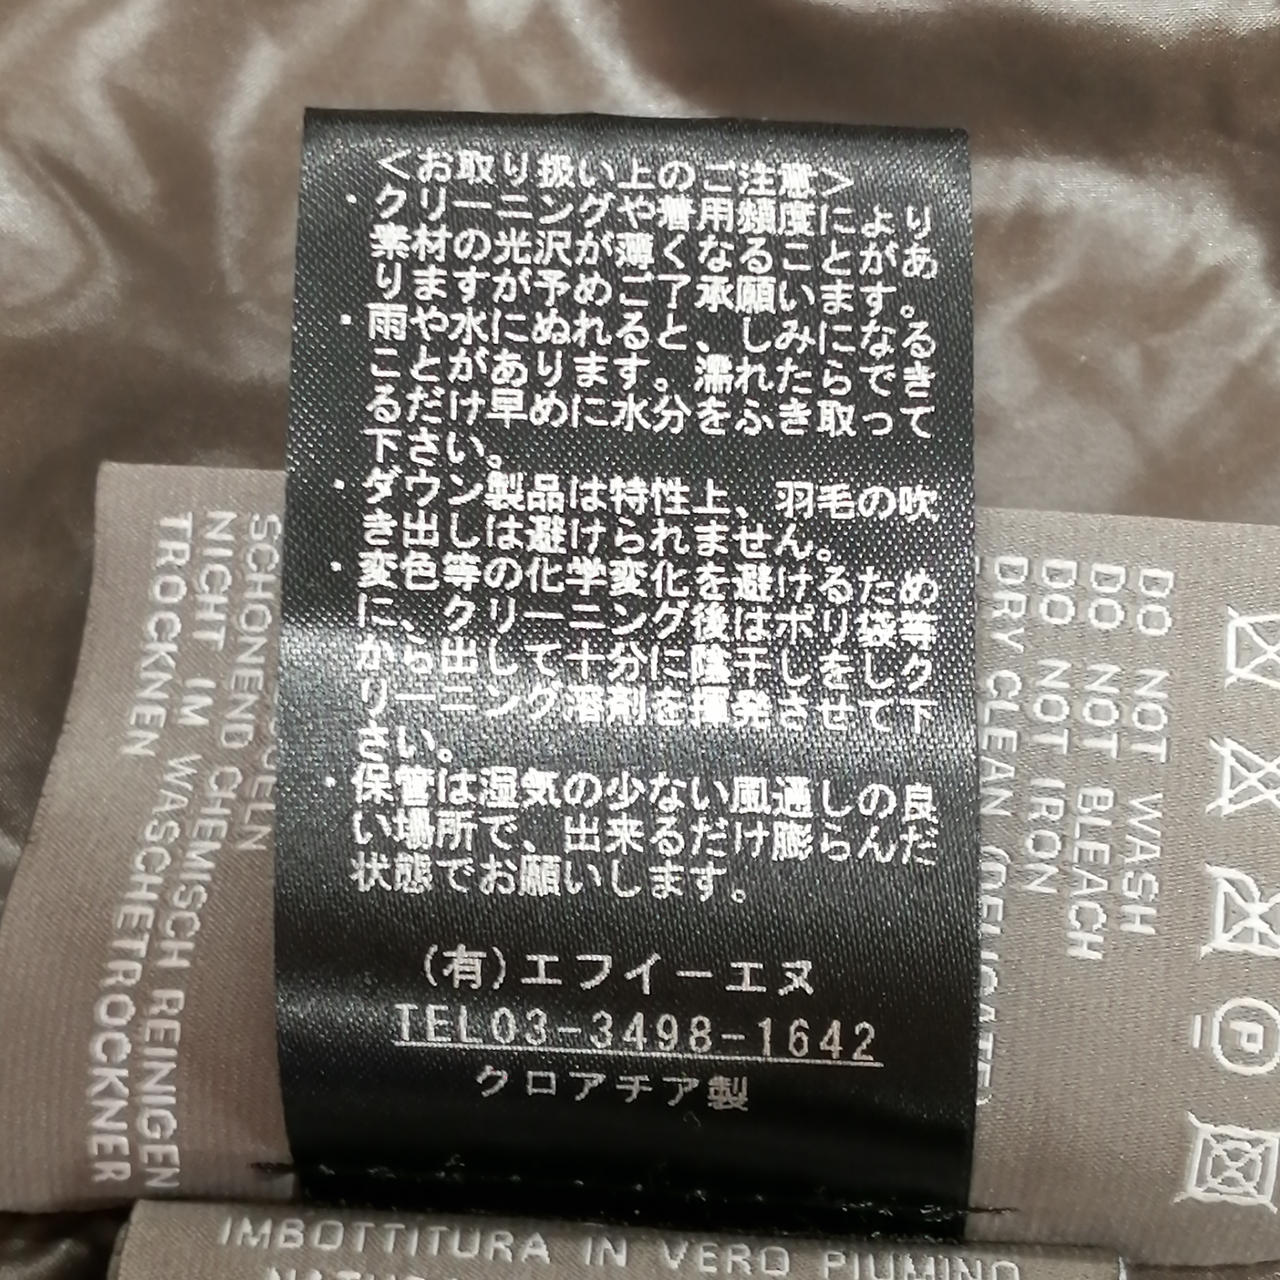 <お取り扱い上のご注意>
・クリーニングや着用頻度により
素材の光沢が薄くなることがあ
りますが予めご了承願います。
・雨や水にぬれると、しみになる
ことがあります。濡れたらできて
るだけ早めに水分をふき取って
下さい。
・ダウン製品は特性上、羽毛の吹
き出しは避けられません。
・変色等の化学変化を避けるため
に、クリーニング後はポリ袋等
から出して十分に陰干しをしク
リーニング溶剤を揮発させて下
さい。
・保管は湿気の少ない風通しの良
い場所で、出来るだけ膨らんだ
状態でお願いします。
(有)エフイーエヌ
TEL03-3498-1642
クロアチア製
DO NOT WASH
DO NOT BLEACH
DO NOT IRON
DRY CLEAN (DELICATE)
SCHONEND CHEMISCH REINIGEN
NICHT IM WASCHETROCKNER
TROCKNEN
IMBOTTITURA IN VERO PIUMINO